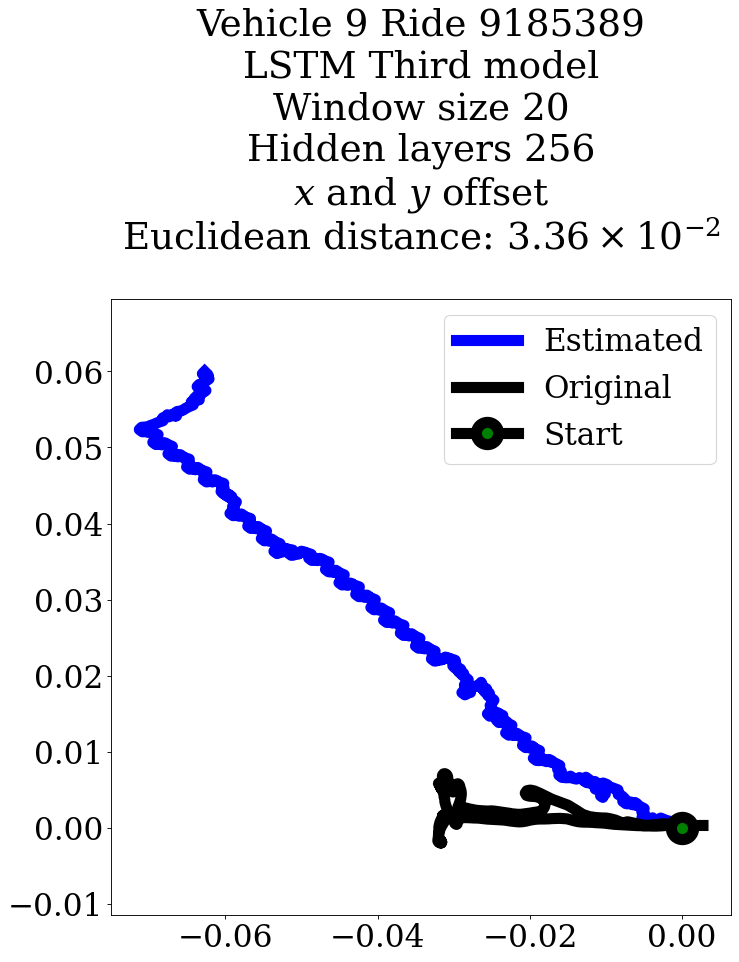 Vehicle 9 Ride 9185389
LSTM Third model
Window size 20
Hidden layers 256
x and y offset
Euclidean distance: 3.36 × 10⁻²
Estimated
Original
Start
0.06
0.05
0.04
0.03
0.02
0.01
0.00
−0.01
−0.06 −0.04 −0.02 0.00